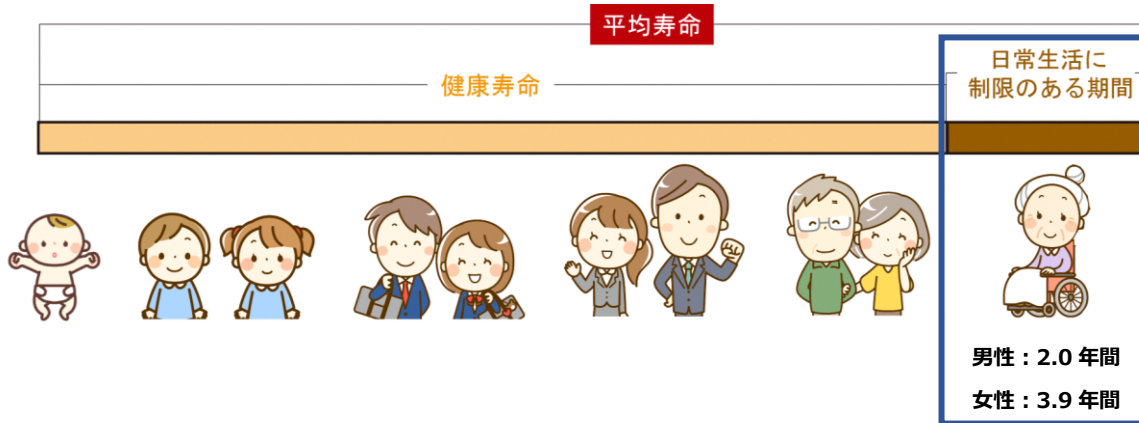 平均寿命
健康寿命
日常生活に
制限のある期間
男性：2.0 年間
女性：3.9 年間